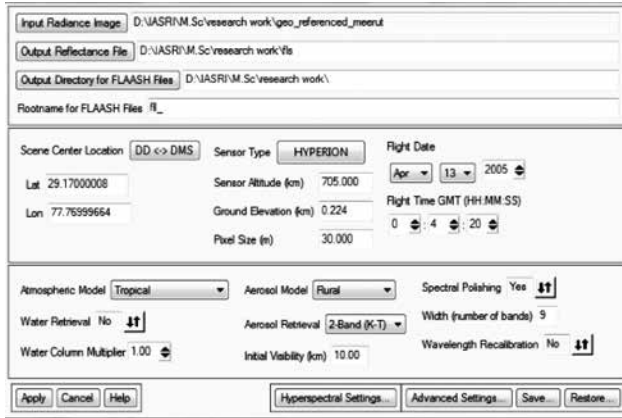 Input Radiance Image D:\IASRI\M.Sc\research work\geo_referenced_meerut
Output Reflectance File D:\IASRI\M.Sc\research work\fls
Output Directory for FLAASH Files D:\IASRI\M.Sc\research work\
Rootname for FLAASH Files fl_
Scene Center Location DD <-> DMS Sensor Type HYPERION Flight Date
Lat 29.17000008 Sensor Altitude (km) 705.000 Apr 13 2005
Lon 77.76999664 Ground Elevation (km) 0.224 Flight Time GMT (HH:MM:SS)
Pixel Size (m) 30.000 0 : 4 : 20
Atmospheric Model Tropical Aerosol Model Rural Spectral Polishing Yes
Water Retrieval No Aerosol Retrieval 2-Band (K-T) Width (number of bands) 9
Water Column Multiplier 1.00 Initial Visibility (km) 10.00 Wavelength Recalibration No
Apply Cancel Help Hyperspectral Settings... Advanced Settings... Save... Restore...